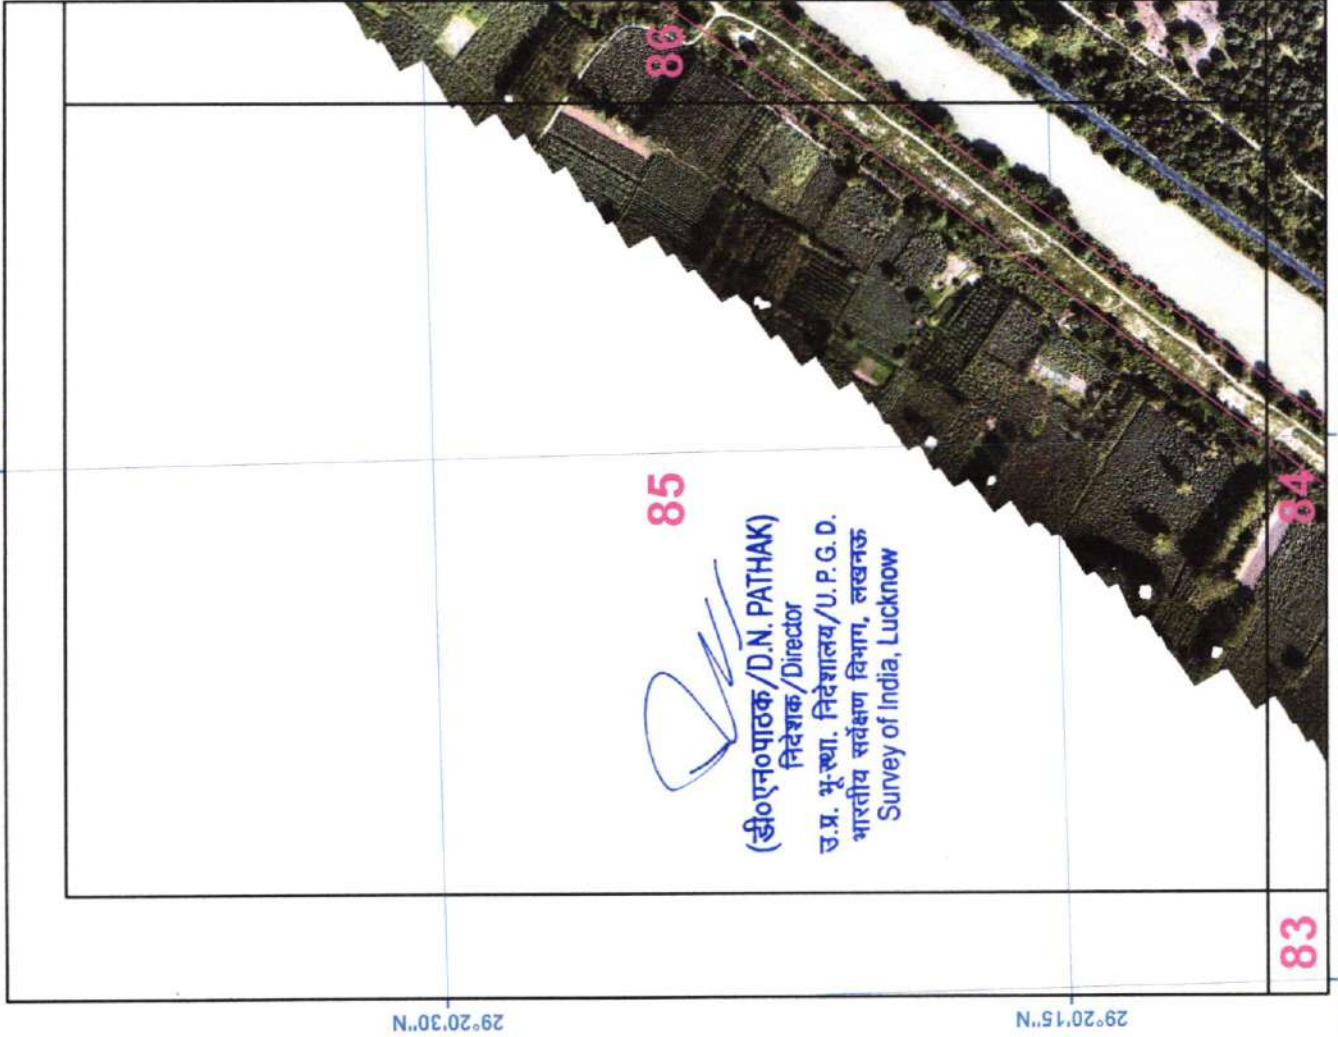 86
85
(डी०एन०पाठक/D.N. PATHAK)
निदेशक/Director
उ.प्र. भू-स्था. निदेशालय/U.P.G.D.
भारतीय सर्वेक्षण विभाग, लखनऊ
Survey of India, Lucknow
84
83
29°20'30"N
29°20'15"N